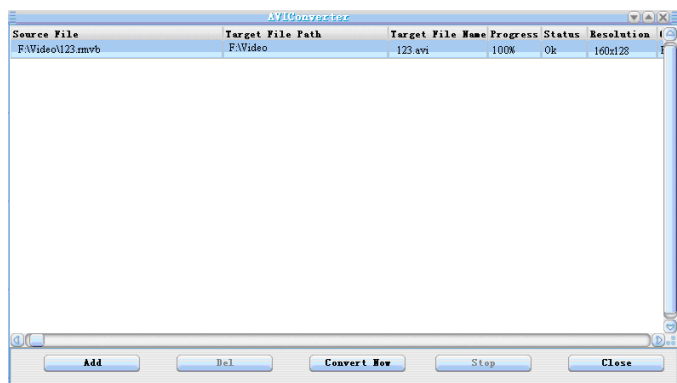 AVIConverter
Source File Target File Path Target File Name Progress Status Resolution
F:\Video\123.rmvb F:\Video 123.avi 100% Ok 160x128
Add Del Convert Now Stop Close